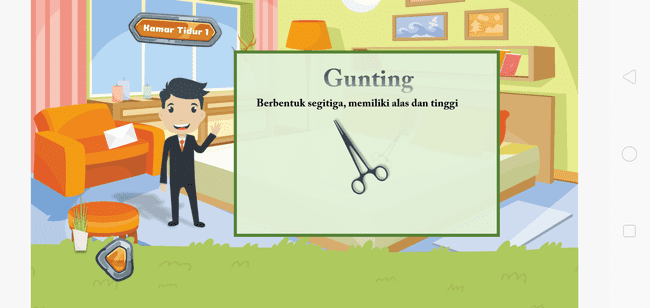 Kamar Tidur 1
Gunting
Berbentuk segitiga, memiliki alas dan tinggi